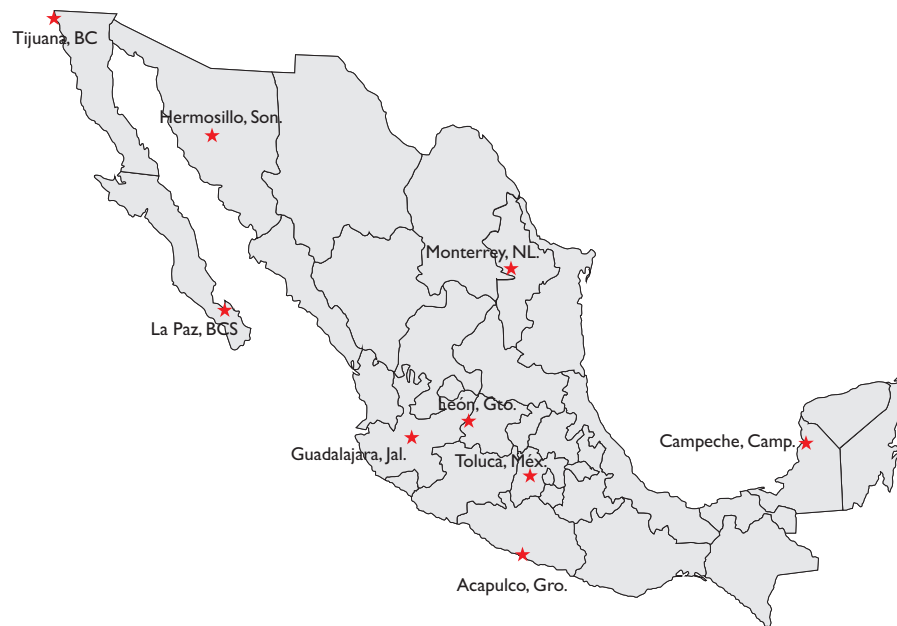 Tijuana, BC
Hermosillo, Son.
Monterrey, NL.
La Paz, BCS
León, Gto.
Campeche, Camp.
Guadalajara, Jal.
Toluca, Méx.
Acapulco, Gro.